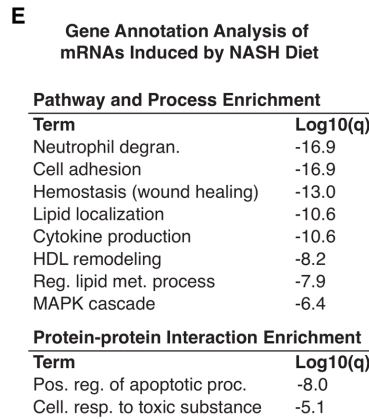 E
Gene Annotation Analysis of
mRNAs Induced by NASH Diet
Pathway and Process Enrichment
Term Log10(q)
Neutrophil degran. -16.9
Cell adhesion -16.9
Hemostasis (wound healing) -13.0
Lipid localization -10.6
Cytokine production -10.6
HDL remodeling -8.2
Reg. lipid met. process -7.9
MAPK cascade -6.4
Protein-protein Interaction Enrichment
Term Log10(q)
Pos. reg. of apoptotic proc. -8.0
Cell. resp. to toxic substance -5.1